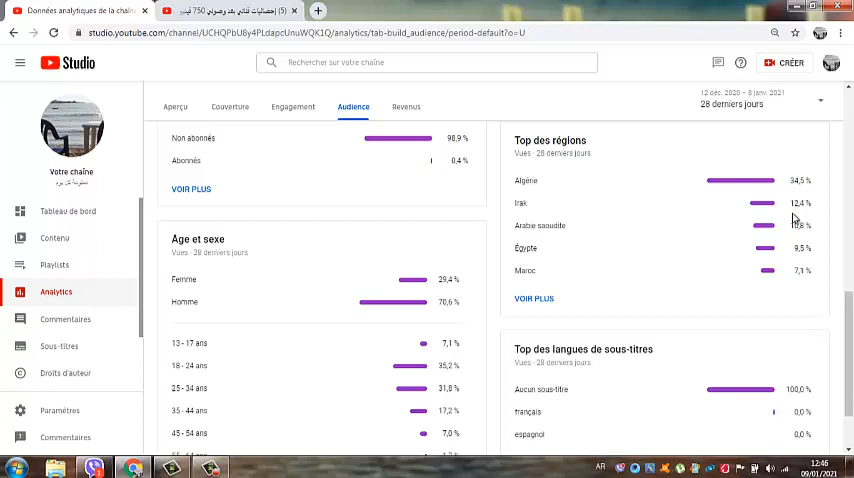 Données analytiques de la chaîne
(5) إحصاليات قناتي بعد وصولي 750 فيديو
studio.youtube.com/channel/UCHQPbU8y4PLdapcUnuWQK1Q/analytics/tab-build_audience/period-default?o=U
Studio
Rechercher sur votre chaîne
CRÉER
Aperçu
Couverture
Engagement
Audience
Revenus
12 déc. 2020 – 8 janv. 2021
28 derniers jours
Votre chaîne
Tableau de bord
Contenu
Playlists
Analytics
Commentaires
Sous-titres
Droits d'auteur
Paramètres
Commentaires
Non abonnés 98,9 %
Abonnés 0,4 %
VOIR PLUS
Âge et sexe
Vues · 28 derniers jours
Femme 29,4 %
Homme 70,6 %
13 - 17 ans 7,1 %
18 - 24 ans 35,2 %
25 - 34 ans 31,8 %
35 - 44 ans 17,2 %
45 - 54 ans 7,0 %
Top des régions
Vues · 28 derniers jours
Algérie 34,5 %
Irak 12,4 %
Arabie saoudite 10,8 %
Égypte 9,5 %
Maroc 7,1 %
VOIR PLUS
Top des langues de sous-titres
Vues · 28 derniers jours
Aucun sous-titre 100,0 %
français 0,0 %
espagnol 0,0 %
AR
12:46
09/01/2021